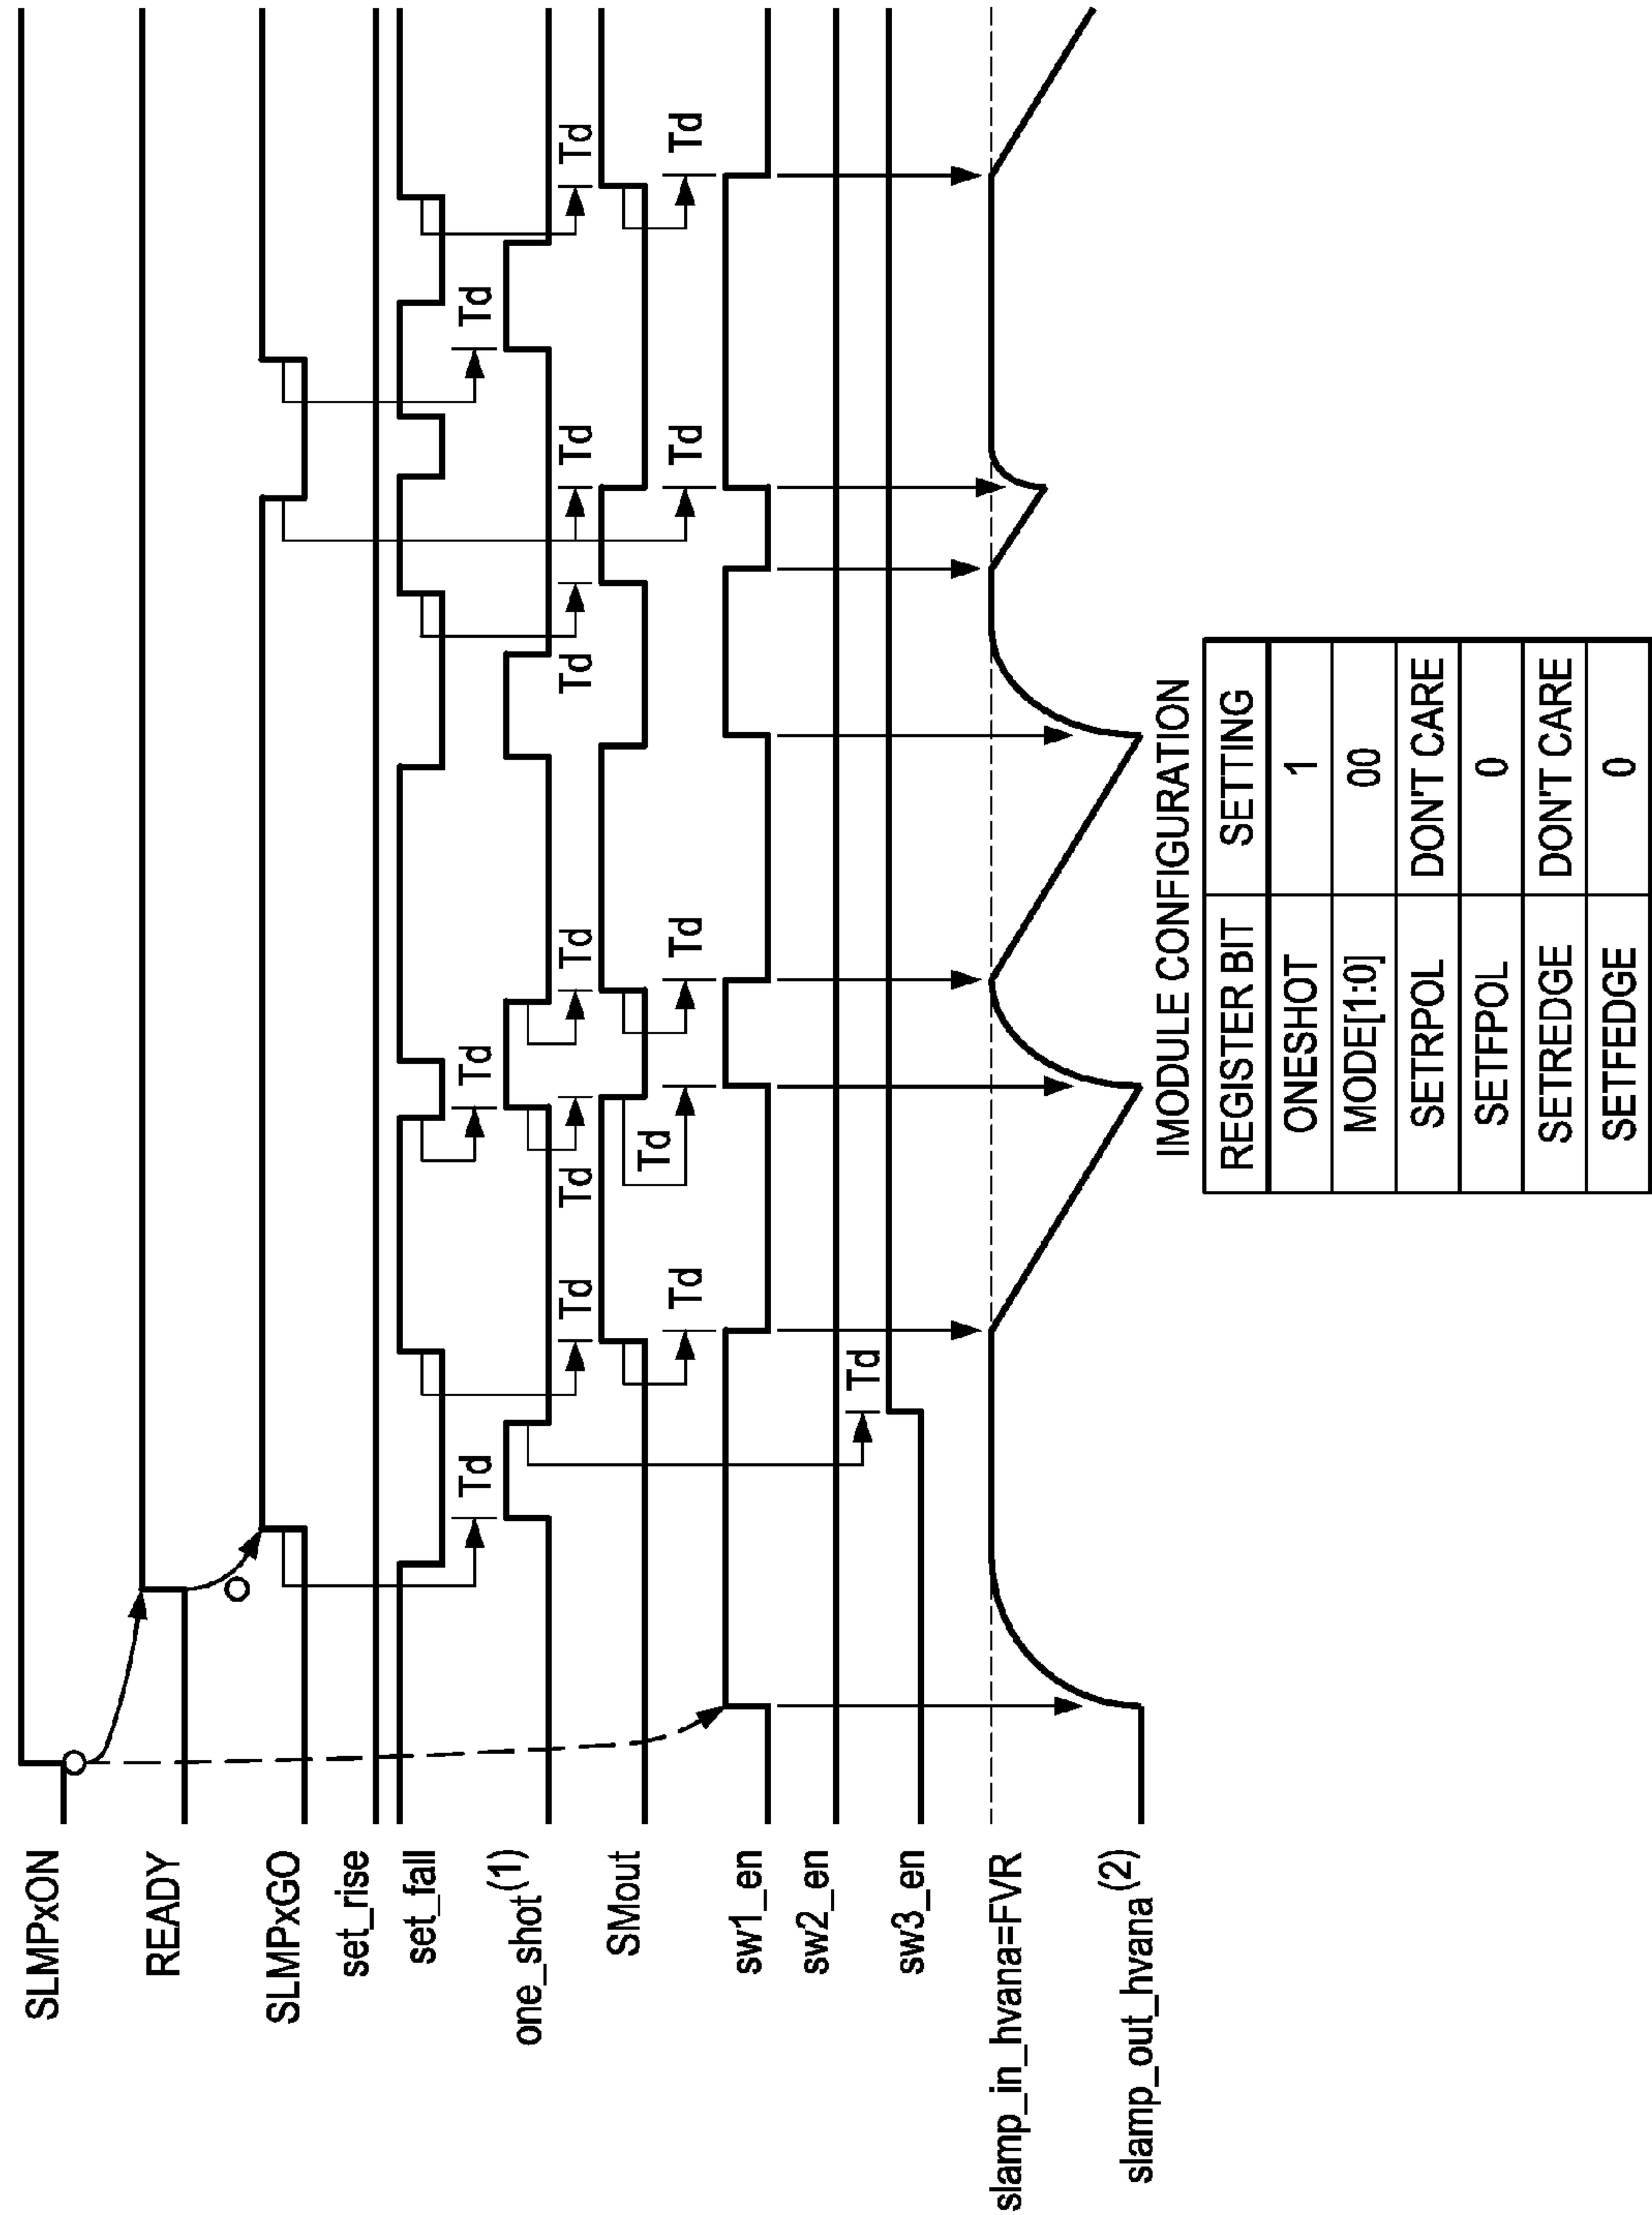 SLMPxON
READY
SLMPxGO
set_rise
set_fall
Td Td Td
one_shot(1)
Td Td Td Td Td Td
Td
SMout
Td Td Td Td Td
sw1_en
sw2_en
Td
sw3_en
slamp_in_hvana=FVR
slamp_out_hvana(2)
IMODULE CONFIGURATION
REGISTER BIT SETTING
ONESHOT 1
MODE[1:0] 00
SETRPOL DON'T CARE
SETFPOL 0
SETREDGE DON'T CARE
SETFEDGE 0